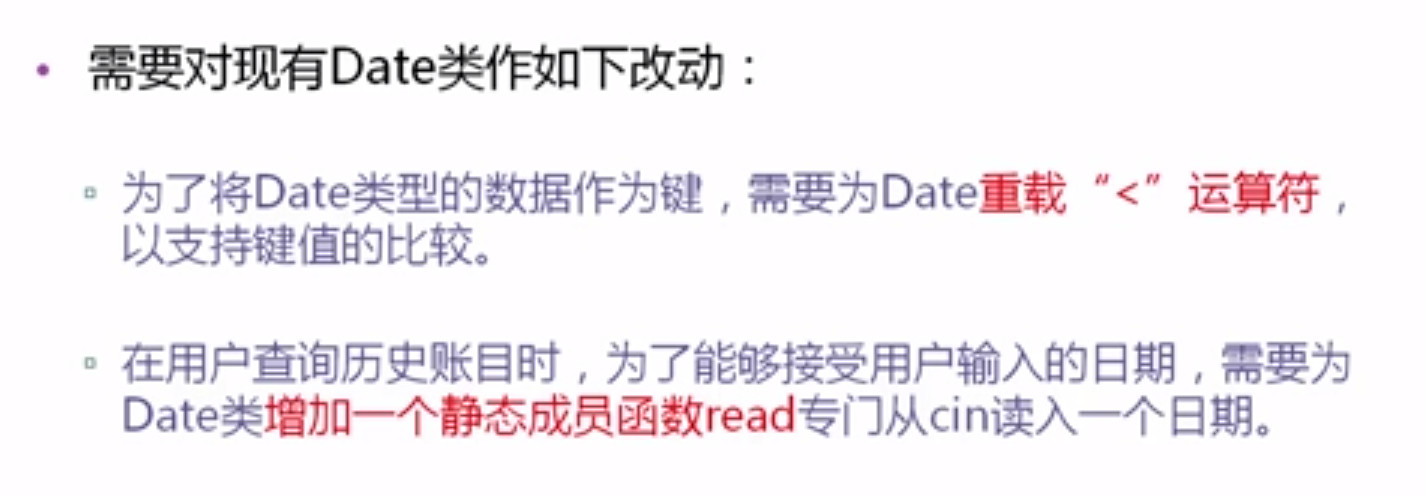 • 需要对现有Date类作如下改动：
▫ 为了将Date类型的数据作为键，需要为Date重载“<”运算符，
以支持键值的比较。
▫ 在用户查询历史账目时，为了能够接受用户输入的日期，需要为
Date类增加一个静态成员函数read专门从cin读入一个日期。